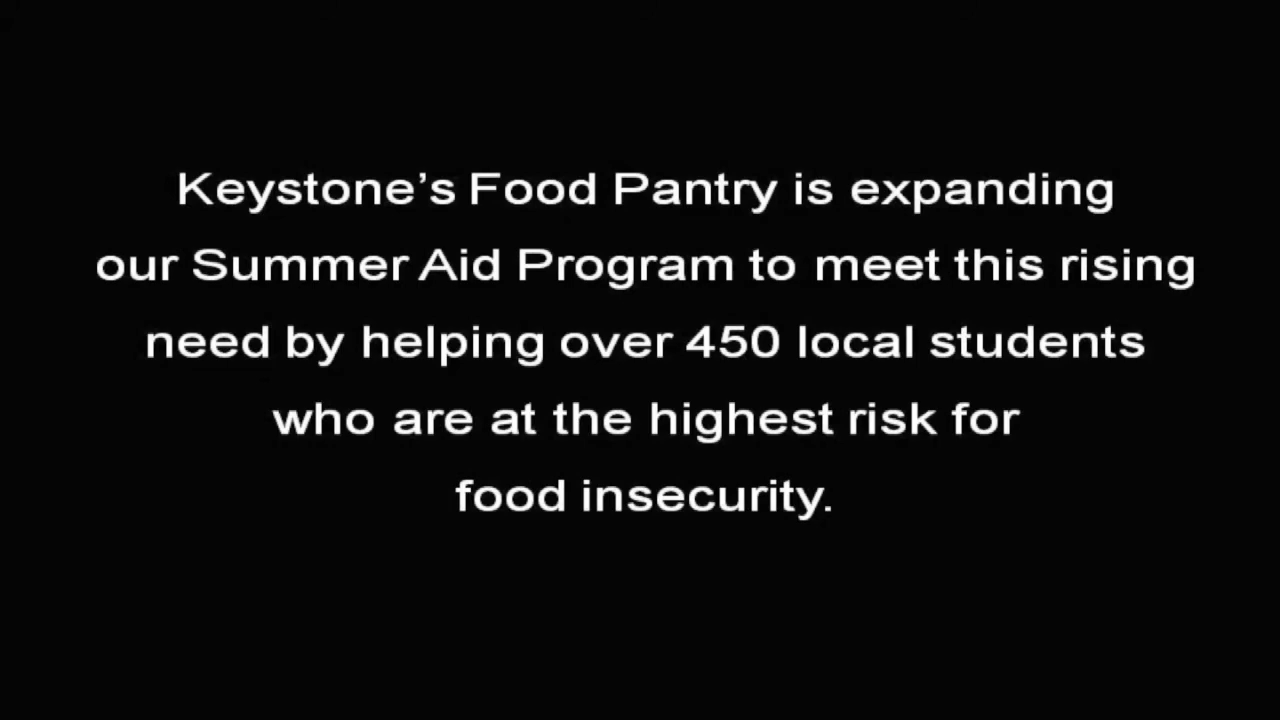 Keystone’s Food Pantry is expanding
our Summer Aid Program to meet this rising
need by helping over 450 local students
who are at the highest risk for
food insecurity.